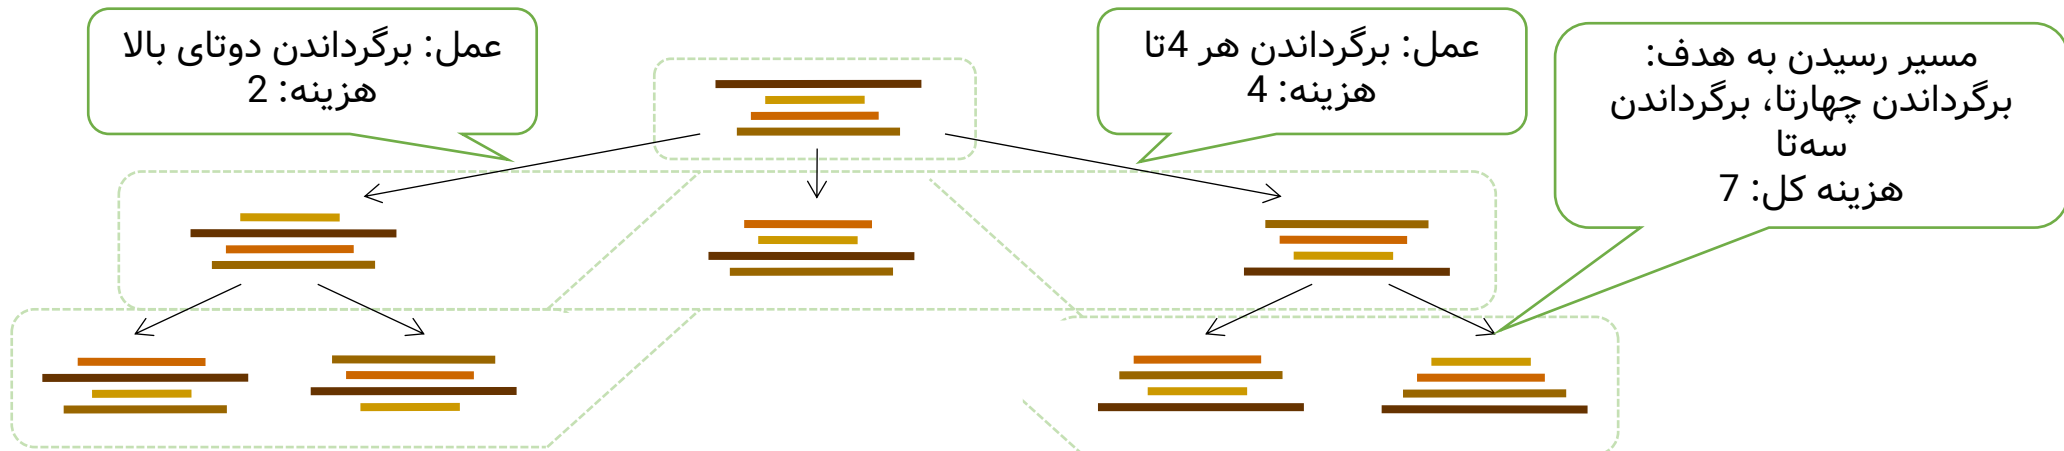 عمل: برگرداندن دوتای بالا
هزینه: 2
عمل: برگرداندن هر 4تا
هزینه: 4
مسیر رسیدن به هدف:
برگرداندن چهارتا، برگرداندن
سه‌تا
هزینه کل: 7